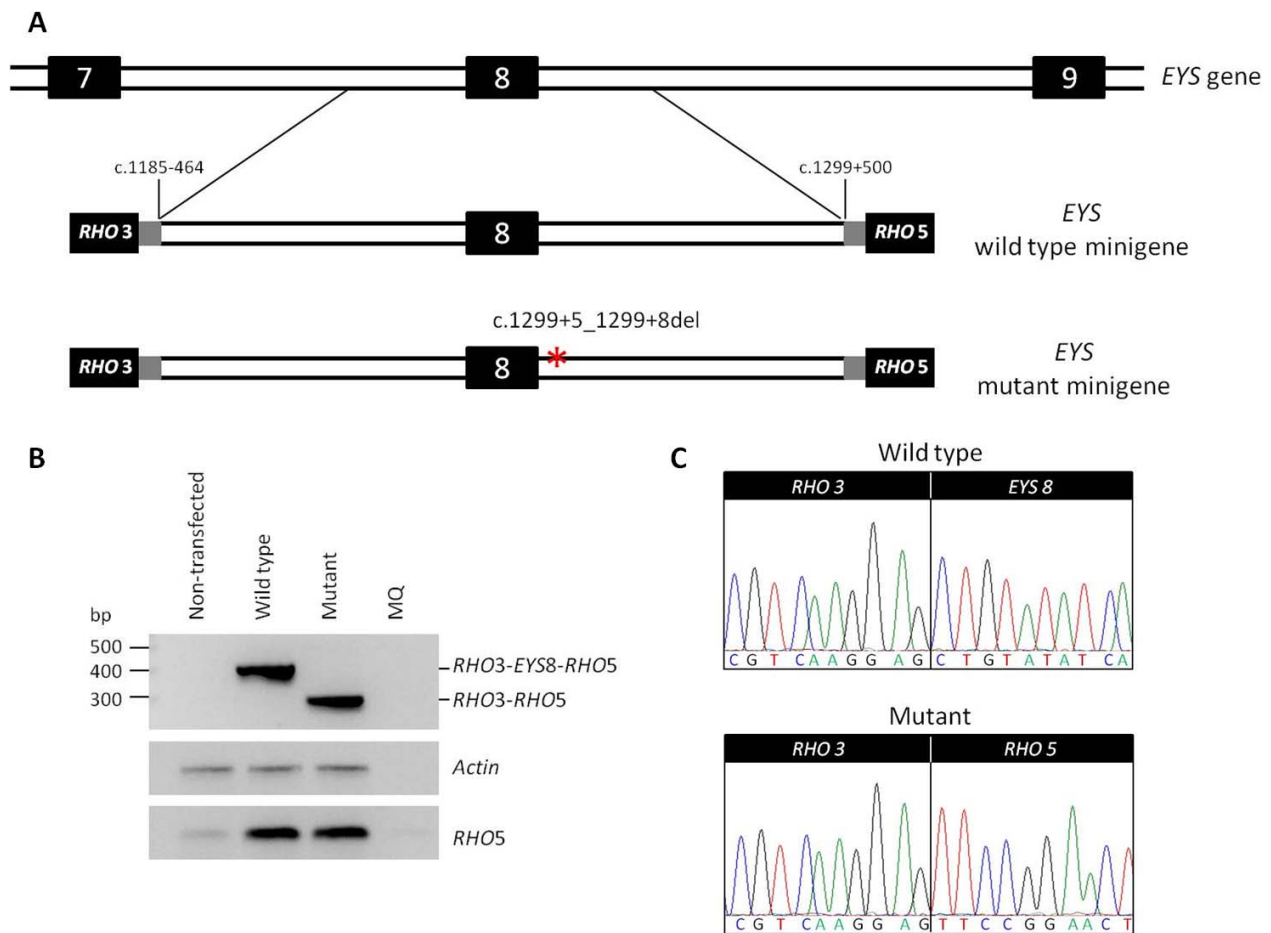 A
7 8 9 EYS gene
c.1185-464 c.1299+500
RHO 3 8 RHO 5
EYS
wild type minigene
c.1299+5_1299+8del
*
RHO 3 8 RHO 5
EYS
mutant minigene
B
Non-transfected
Wild type
Mutant
MQ
bp
500
400
300
RHO3-EYS8-RHO5
RHO3-RHO5
Actin
RHO5
C
Wild type
RHO 3 EYS 8
C G T C A A G G A G C T G T A T A T C A
Mutant
RHO 3 RHO 5
C G T C A A G G A G T T C C G G A A C T